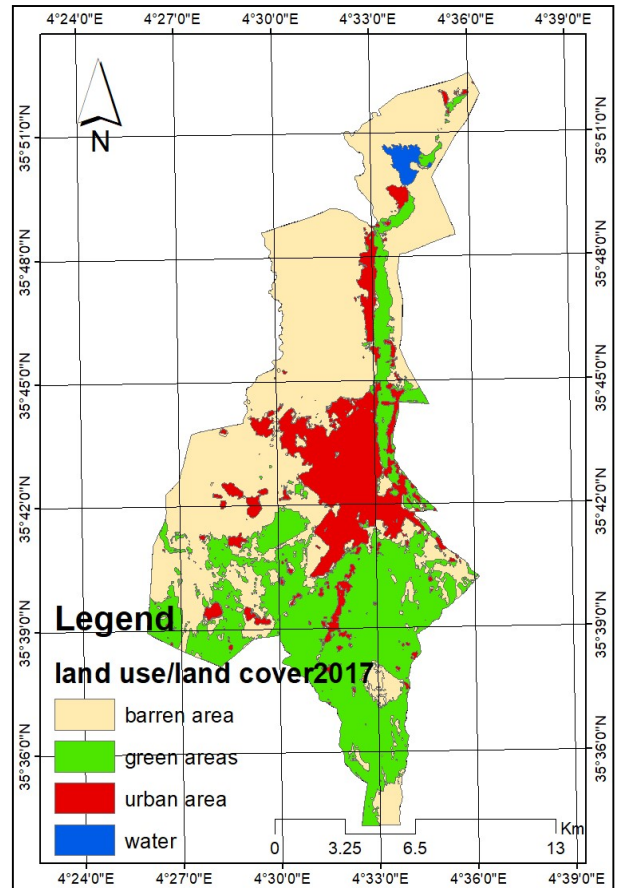 4°24'0"E 4°27'0"E 4°30'0"E 4°33'0"E 4°36'0"E 4°39'0"E
N
35°51'0"N 35°51'0"N
35°48'0"N 35°48'0"N
35°45'0"N 35°45'0"N
35°42'0"N 35°42'0"N
35°39'0"N 35°39'0"N
35°36'0"N 35°36'0"N
Legend
land use/land cover2017
barren area
green areas
urban area
water
Km
0 3.25 6.5 13
4°24'0"E 4°27'0"E 4°30'0"E 4°33'0"E 4°36'0"E 4°39'0"E